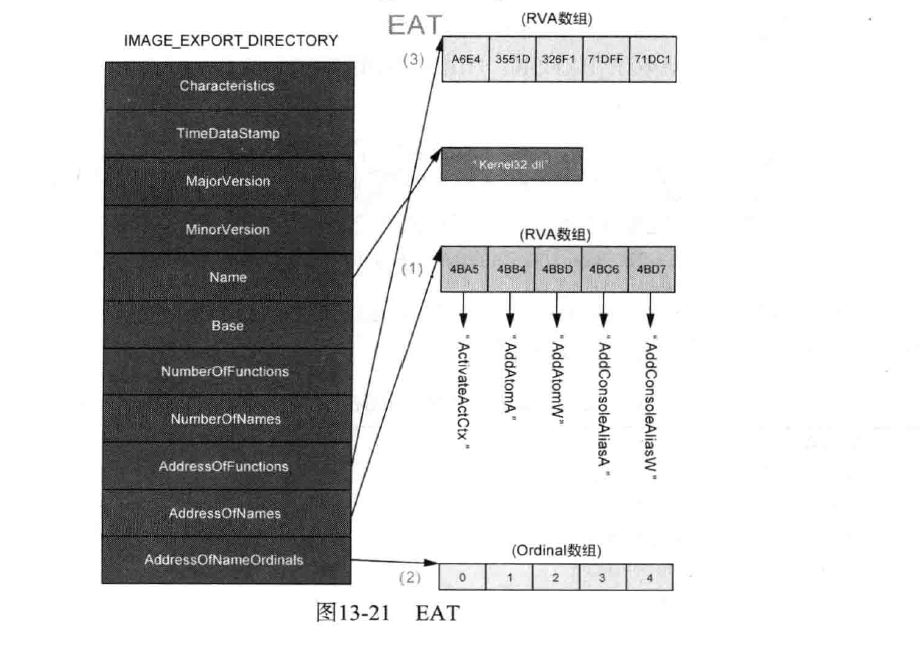 EAT
(RVA数组)
IMAGE_EXPORT_DIRECTORY
(3)
A6E4 3551D 326F1 71DFF 71DC1
Characteristics
TimeDataStamp
"Kernel32.dll"
MajorVersion
MinorVersion
(RVA数组)
Name
(1)
4BA5 4BB4 4BBD 4BC6 4BD7
Base
NumberOfFunctions
"ActivateActCtx"
"AddAtomA"
"AddAtomW"
"AddConsoleAliasA"
"AddConsoleAliasW"
NumberOfNames
AddressOfFunctions
AddressOfNames
(Ordinal数组)
AddressOfNameOrdinals
(2)
0 1 2 3 4
图13-21 EAT